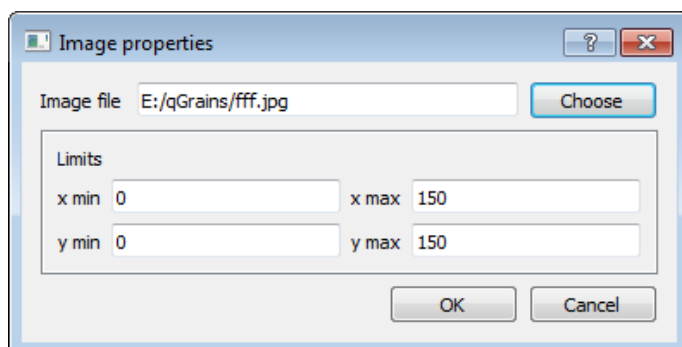 Image properties
Image file E:/qGrains/fff.jpg Choose
Limits
x min 0 x max 150
y min 0 y max 150
OK Cancel